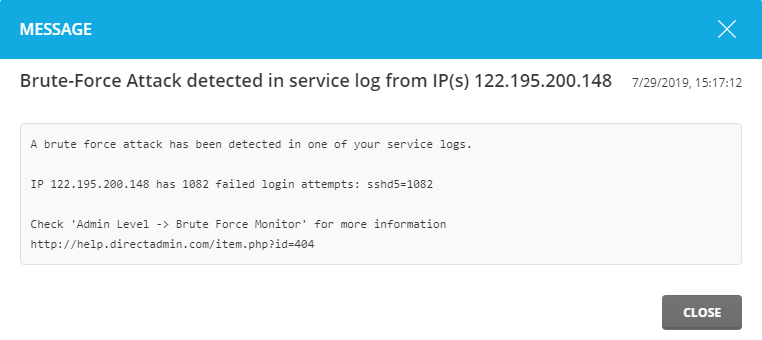 MESSAGE
Brute-Force Attack detected in service log from IP(s) 122.195.200.148 7/29/2019, 15:17:12
A brute force attack has been detected in one of your service logs.
IP 122.195.200.148 has 1082 failed login attempts: sshd5=1082
Check 'Admin Level -> Brute Force Monitor' for more information
http://help.directadmin.com/item.php?id=404
CLOSE